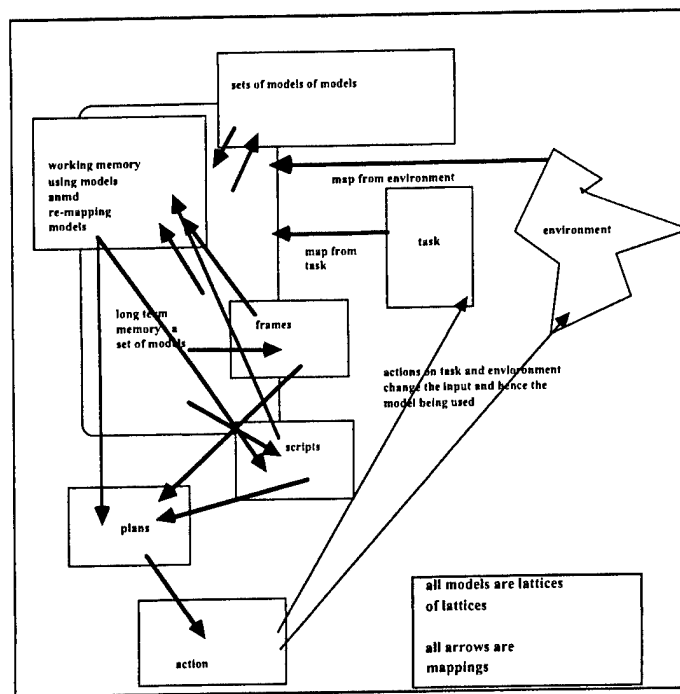 sets of models of models
working memory
using models
anmd
re-mapping
models
map from environment
map from
task
task
environment
long term
memory - a
set of models
frames
actions on task and envioronment
change the input and hence the
model being used
scripts
plans
action
all models are lattices
of lattices
all arrows are
mappings